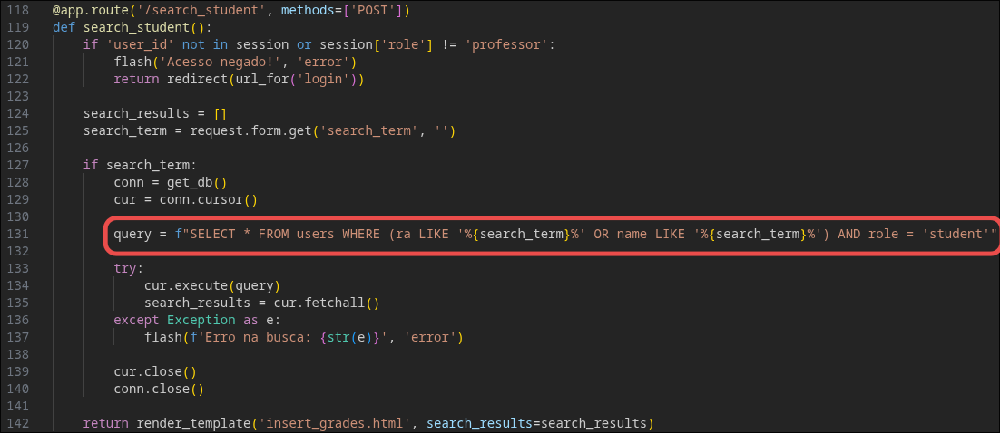 118 @app.route('/search_student', methods=['POST'])
119 def search_student():
120     if 'user_id' not in session or session['role'] != 'professor':
121         flash('Acesso negado!', 'error')
122         return redirect(url_for('login'))
123
124     search_results = []
125     search_term = request.form.get('search_term', '')
126
127     if search_term:
128         conn = get_db()
129         cur = conn.cursor()
130
131         query = f"SELECT * FROM users WHERE (ra LIKE '%{search_term}%' OR name LIKE '%{search_term}%') AND role = 'student'"
132
133         try:
134             cur.execute(query)
135             search_results = cur.fetchall()
136         except Exception as e:
137             flash(f'Erro na busca: {str(e)}', 'error')
138
139         cur.close()
140         conn.close()
141
142     return render_template('insert_grades.html', search_results=search_results)